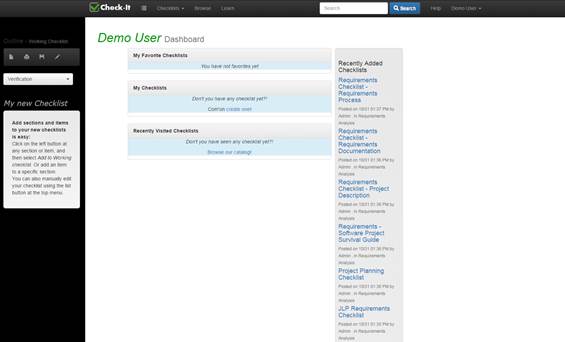 Check-It
Checklists
Browse
Learn
Search
Search
Help
Demo User
Outline - Working Checklist
Verification
My new Checklist
Add sections and items
to your new checklists
is easy:
Click on the left button at
any section or item, and
then select Add to Working
checklist. Or add an item
to a specific section.
You can also manually edit
your checklist using the last
button at the top menu.
Demo User Dashboard
My Favorite Checklists
You have not favorites yet
My Checklists
Don't you have any checklist yet?!
create one!
Recently Visited Checklists
Don't you have seen any checklist yet?!
Browse our catalog!
Recently Added
Checklists
Requirements
Checklist -
Requirements
Process
Posted on 10/31 01:37 PM by
Admin . in Requirements
Analysis
Requirements
Checklist -
Requirements
Documentation
Posted on 10/31 01:36 PM by
Admin . in Requirements
Analysis
Requirements
Checklist - Project
Description
Posted on 10/31 01:36 PM by
Admin . in Requirements
Analysis
Requirements -
Software Project
Survival Guide
Posted on 10/31 01:36 PM by
Admin . in Requirements
Analysis
Project Planning
Checklist
Posted on 10/31 01:36 PM by
Admin . in Requirements
Analysis
JLP Requirements
Checklist
Posted on 10/31 01:35 PM by
Admin . in Requirements
Analysis